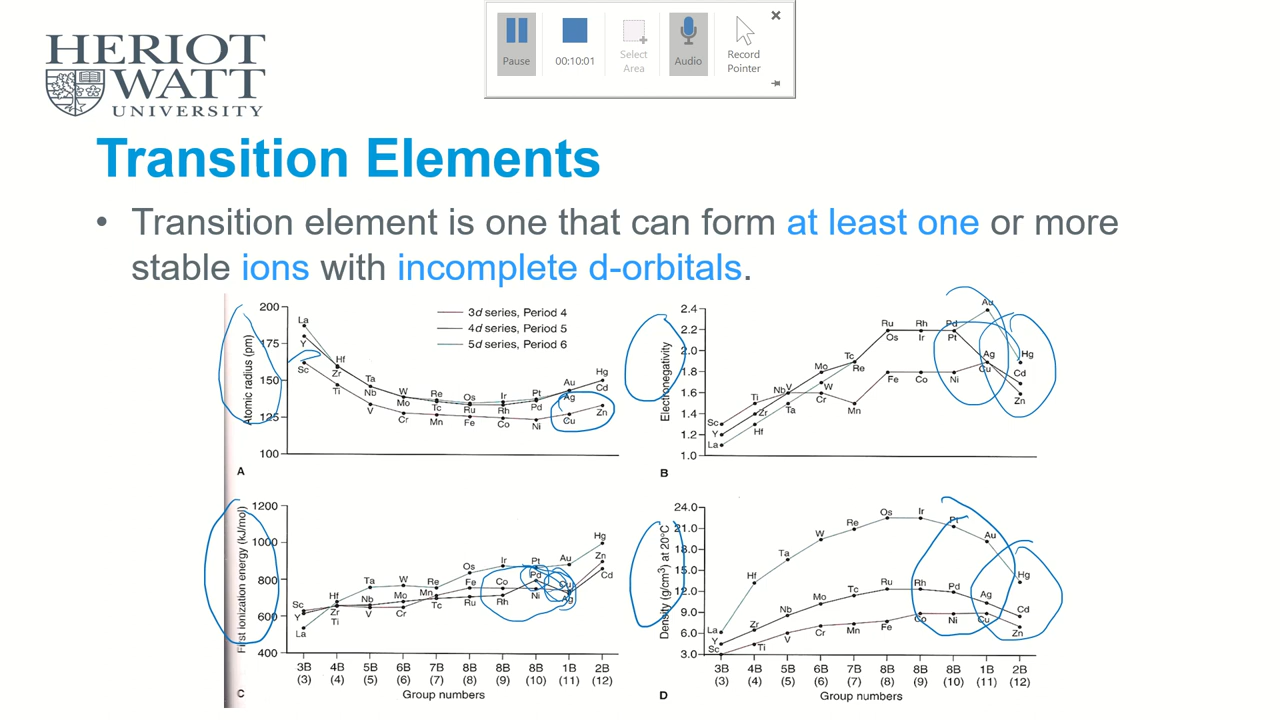 HERIOT
WATT
UNIVERSITY
Pause
00:10:01
Select
Area
Audio
Record
Pointer
Transition Elements
• Transition element is one that can form at least one or more
stable ions with incomplete d-orbitals.
Atomic radius (pm)
200
175
150
125
100
3d series, Period 4
4d series, Period 5
5d series, Period 6
La
Y
Sc
Hf
Zr
Ti
Ta
Nb
V
W
Mo
Cr
Re
Tc
Mn
Os
Ru
Fe
Ir
Rh
Co
Pt
Pd
Ni
Au
Ag
Cu
Hg
Cd
Zn
A
Electronegativity
2.4
2.2
2.0
1.8
1.6
1.4
1.2
1.0
Sc
Y
La
Ti
Zr
Hf
Nb
V
Ta
Mo
W
Cr
Tc
Re
Mn
Ru
Os
Fe
Rh
Ir
Co
Pd
Pt
Ni
Au
Ag
Cu
Hg
Cd
Zn
B
First ionization energy (kJ/mol)
1200
1000
800
600
400
Sc
Y
La
Hf
Zr
Ti
Ta
Nb
V
W
Mo
Cr
Re
Mn
Tc
Os
Fe
Ru
Ir
Co
Rh
Pt
Pd
Ni
Au
Cu
Ag
Hg
Zn
Cd
3B 4B 5B 6B 7B 8B 8B 8B 1B 2B
(3) (4) (5) (6) (7) (8) (9) (10) (11) (12)
Group numbers
C
Density (g/cm3) at 20°C
24.0
21.0
18.0
15.0
12.0
9.0
6.0
3.0
La
Y
Sc
Hf
Zr
Ti
Ta
Nb
V
W
Mo
Cr
Re
Tc
Mn
Os
Ru
Fe
Ir
Rh
Co
Pt
Pd
Ni
Au
Ag
Cu
Hg
Cd
Zn
3B 4B 5B 6B 7B 8B 8B 8B 1B 2B
(3) (4) (5) (6) (7) (8) (9) (10) (11) (12)
Group numbers
D